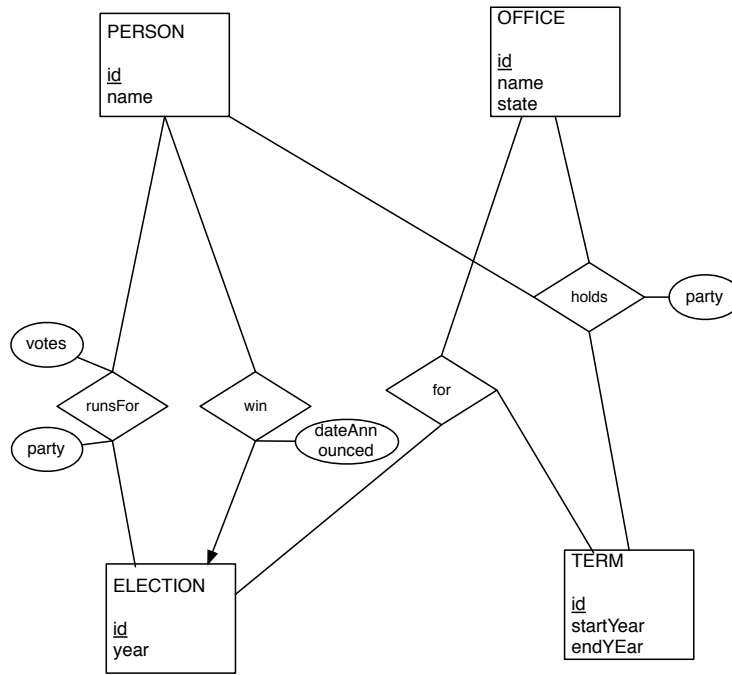 PERSON
id
name
OFFICE
id
name
state
holds
party
votes
runsFor
party
win
dateAnn
ounced
for
ELECTION
id
year
TERM
id
startYear
endYEar